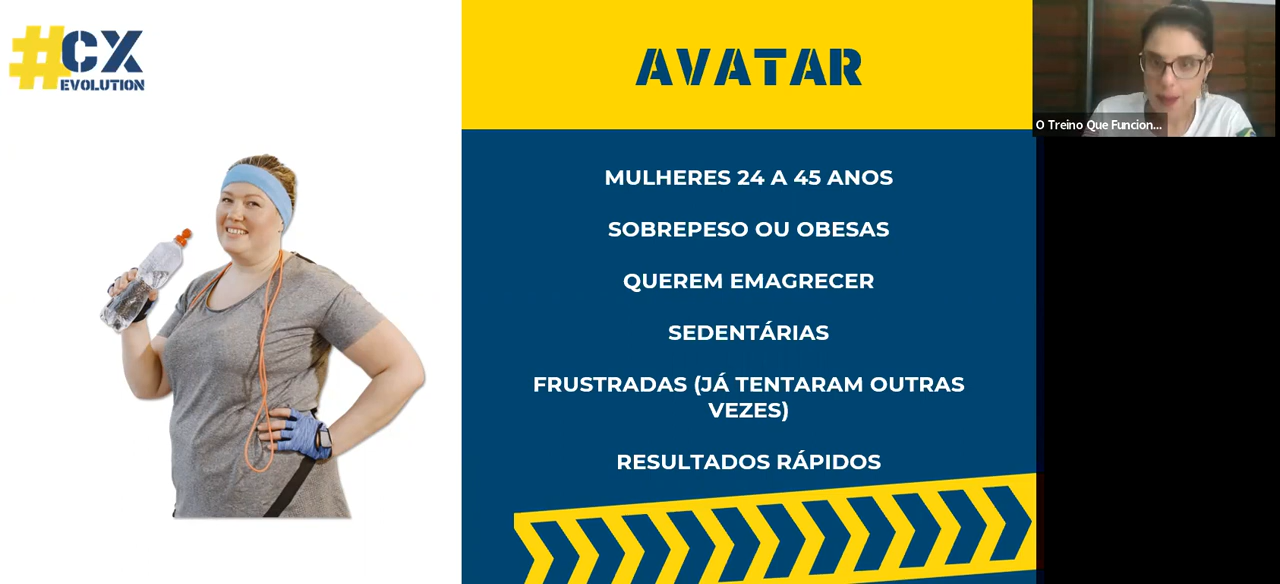 #CX
EVOLUTION
AVATAR
O Treino Que Funcion...
MULHERES 24 A 45 ANOS
SOBREPESO OU OBESAS
QUEREM EMAGRECER
SEDENTÁRIAS
FRUSTRADAS (JÁ TENTARAM OUTRAS
VEZES)
RESULTADOS RÁPIDOS